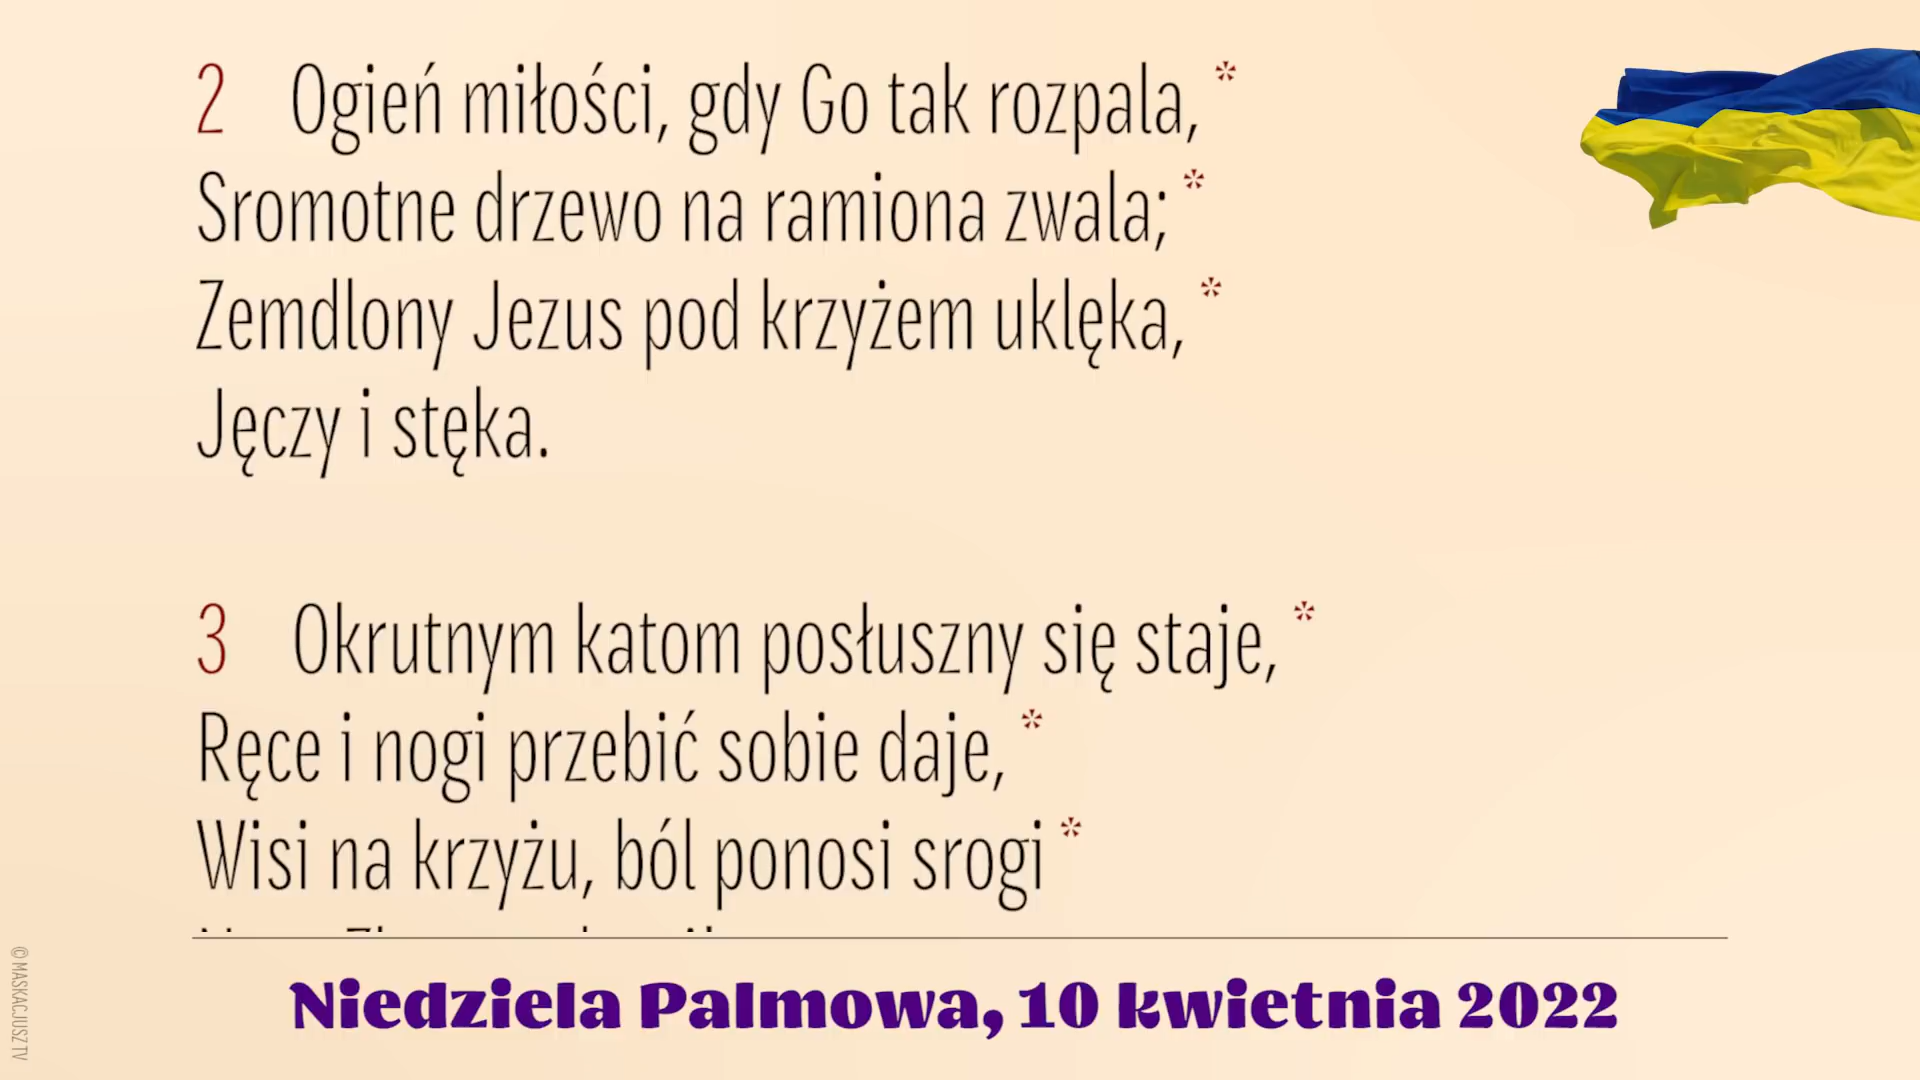 2 Ogień miłości, gdy Go tak rozpala, *
Sromotne drzewo na ramiona zwala; *
Zemdlony Jezus pod krzyżem uklęka, *
Jęczy i stęka.
3 Okrutnym katom posłuszny się staje, *
Ręce i nogi przebić sobie daje, *
Wisi na krzyżu, ból ponosi srogi *
Niedziela Palmowa, 10 kwietnia 2022
© MASKACJUSZ TV